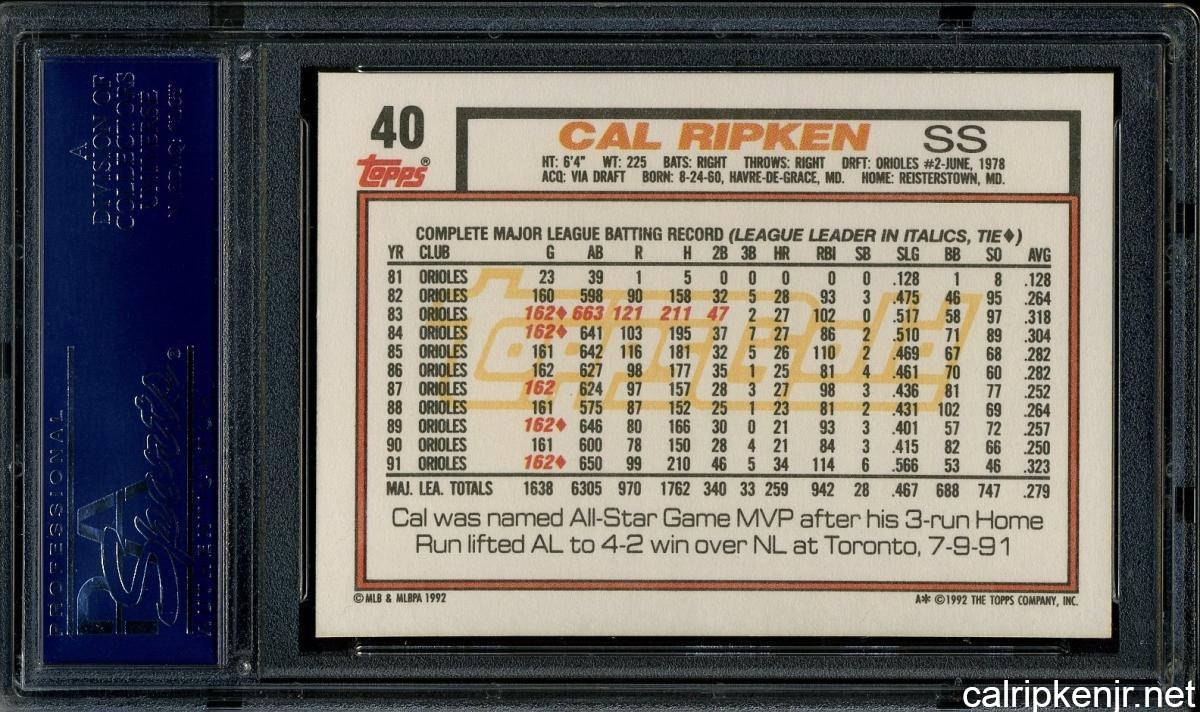 A
DIVISION OF
COLLECTORS
UNIVERSE
PROFESSIONAL
PSA
Sports ®
40
Topps®
CAL RIPKEN SS
HT: 6'4" WT: 225 BATS: RIGHT THROWS: RIGHT DRFT: ORIOLES #2-JUNE, 1978
ACQ: VIA DRAFT BORN: 8-24-60, HAVRE-DE-GRACE, MD. HOME: REISTERSTOWN, MD.
COMPLETE MAJOR LEAGUE BATTING RECORD (LEAGUE LEADER IN ITALICS, TIE♦)
YR CLUB G AB R H 2B 3B HR RBI SB SLG BB SO AVG
81 ORIOLES 23 39 1 5 0 0 0 0 0 .128 1 8 .128
82 ORIOLES 160 598 90 158 32 5 28 93 3 .475 46 95 .264
83 ORIOLES 162♦ 663 121 211 47 2 27 102 0 .517 58 97 .318
84 ORIOLES 162♦ 641 103 195 37 7 27 86 2 .510 71 89 .304
85 ORIOLES 161 642 116 181 32 5 26 110 2 .469 67 68 .282
86 ORIOLES 162 627 98 177 35 1 25 81 4 .461 70 60 .282
87 ORIOLES 162 624 97 157 28 3 27 98 3 .436 81 77 .252
88 ORIOLES 161 575 87 152 25 1 23 81 2 .431 102 69 .264
89 ORIOLES 162♦ 646 80 166 30 0 21 93 3 .401 57 72 .257
90 ORIOLES 161 600 78 150 28 4 21 84 3 .415 82 66 .250
91 ORIOLES 162♦ 650 99 210 46 5 34 114 6 .566 53 46 .323
MAJ. LEA. TOTALS 1638 6305 970 1762 340 33 259 942 28 .467 688 747 .279
ToppsGold
Cal was named All-Star Game MVP after his 3-run Home
Run lifted AL to 4-2 win over NL at Toronto, 7-9-91
© MLB & MLBPA 1992
A* ©1992 THE TOPPS COMPANY, INC.
calripkenjr.net